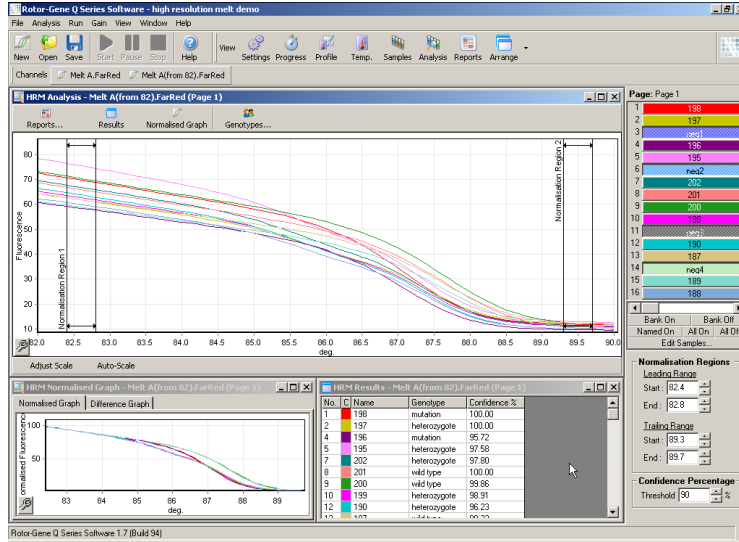 Rotor-Gene Q Series Software - high resolution melt demo
File Analysis Run Gain View Window Help
New Open Save Start Pause Stop Help View Settings Progress Profile Temp. Samples Analysis Reports Arrange
Channels Melt A.FarRed Melt A(from 82).FarRed
HRM Analysis - Melt A(from 82).FarRed (Page 1)
Reports... Results Normalised Graph Genotypes...
80
70
60
50
40
30
20
10
Fluorescence
Normalisation Region 1
Normalisation Region 2
82.0 82.5 83.0 83.5 84.0 84.5 85.0 85.5 86.0 86.5 87.0 87.5 88.0 88.5 89.0 89.5 90.0
deg.
Adjust Scale Auto-Scale
Page: Page 1
1 198
2 197
3 neg1
4 196
5 195
6 neg2
7 202
8 201
9 200
10 199
11
12 190
13 187
14 neg4
15 189
16 188
Bank On Bank Off
Named On All On All Off
Edit Samples...
Normalisation Regions
Leading Range
Start: 82.4
End: 82.8
Trailing Range
Start: 89.3
End: 89.7
Confidence Percentage
Threshold 90 %
HRM Normalised Graph - Melt A(from 82).FarRed (Page 1)
Normalised Graph Difference Graph
100
50
ormalised Fluorescenc
83 84 85 86 87 88 89
deg.
HRM Results - Melt A(from 82).FarRed (Page 1)
No. C Name Genotype Confidence %
1 198 mutation 100.00
2 197 heterozygote 100.00
4 196 mutation 95.72
5 195 heterozygote 97.58
7 202 heterozygote 97.80
8 201 wild type 100.00
9 200 wild type 99.86
10 199 heterozygote 98.91
12 190 heterozygote 96.23
13 187 wild type
Rotor-Gene Q Series Software 1.7 (Build 94)